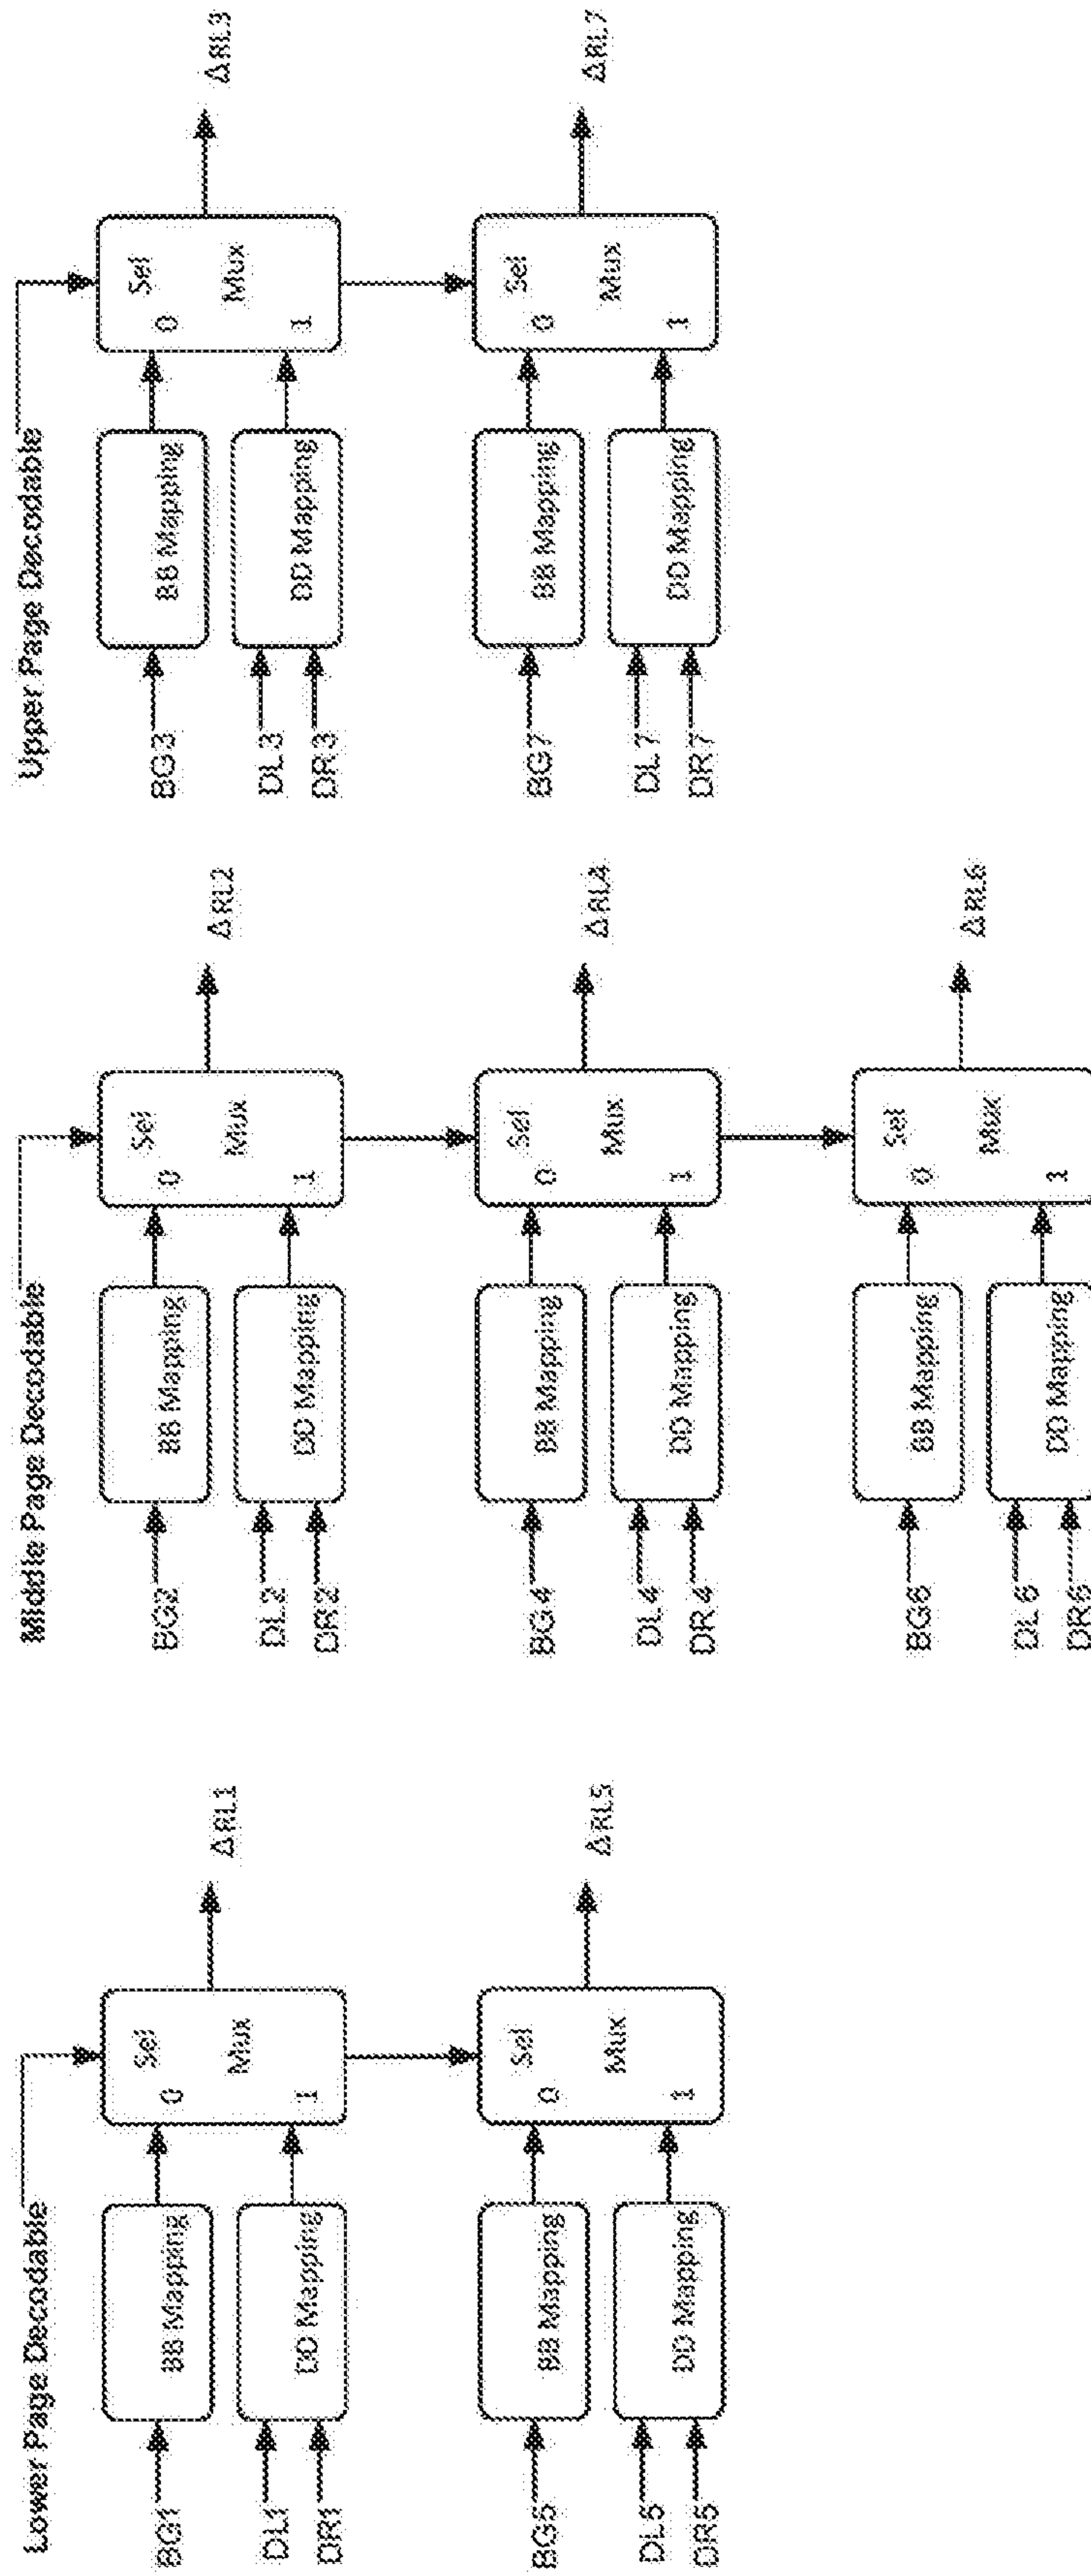 Lower Page Decodable
BG1
BB Mapping
DL1
DR1
DD Mapping
Sel
0
Mux
1
ΔRL1
BG5
BB Mapping
DL5
DR5
DD Mapping
Sel
0
Mux
1
ΔRL5
Middle Page Decodable
BG2
BB Mapping
DL2
DR2
DD Mapping
Sel
0
Mux
1
ΔRL2
BG4
BB Mapping
DL4
DR4
DD Mapping
Sel
0
Mux
1
ΔRL4
BG6
BB Mapping
DL6
DR6
DD Mapping
Sel
0
Mux
1
ΔRL6
Upper Page Decodable
BG3
BB Mapping
DL3
DR3
DD Mapping
Sel
0
Mux
1
ΔRL3
BG7
BB Mapping
DL7
DR7
DD Mapping
Sel
0
Mux
1
ΔRL7